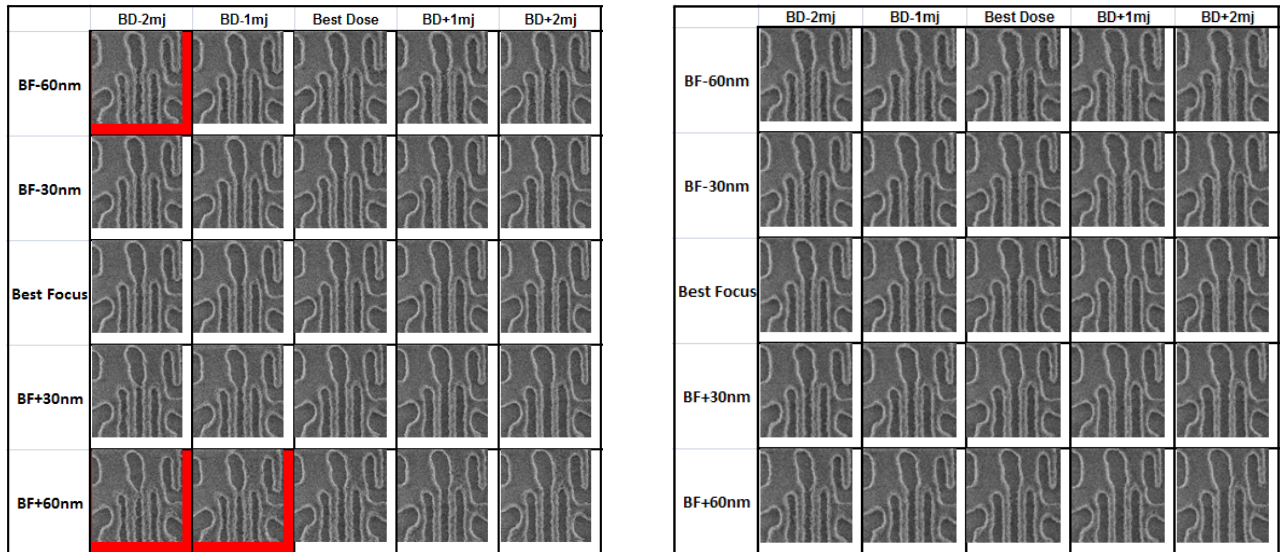 BD-2mj BD-1mj Best Dose BD+1mj BD+2mj
BF-60nm
BF-30nm
Best Focus
BF+30nm
BF+60nm
BD-2mj BD-1mj Best Dose BD+1mj BD+2mj
BF-60nm
BF-30nm
Best Focus
BF+30nm
BF+60nm